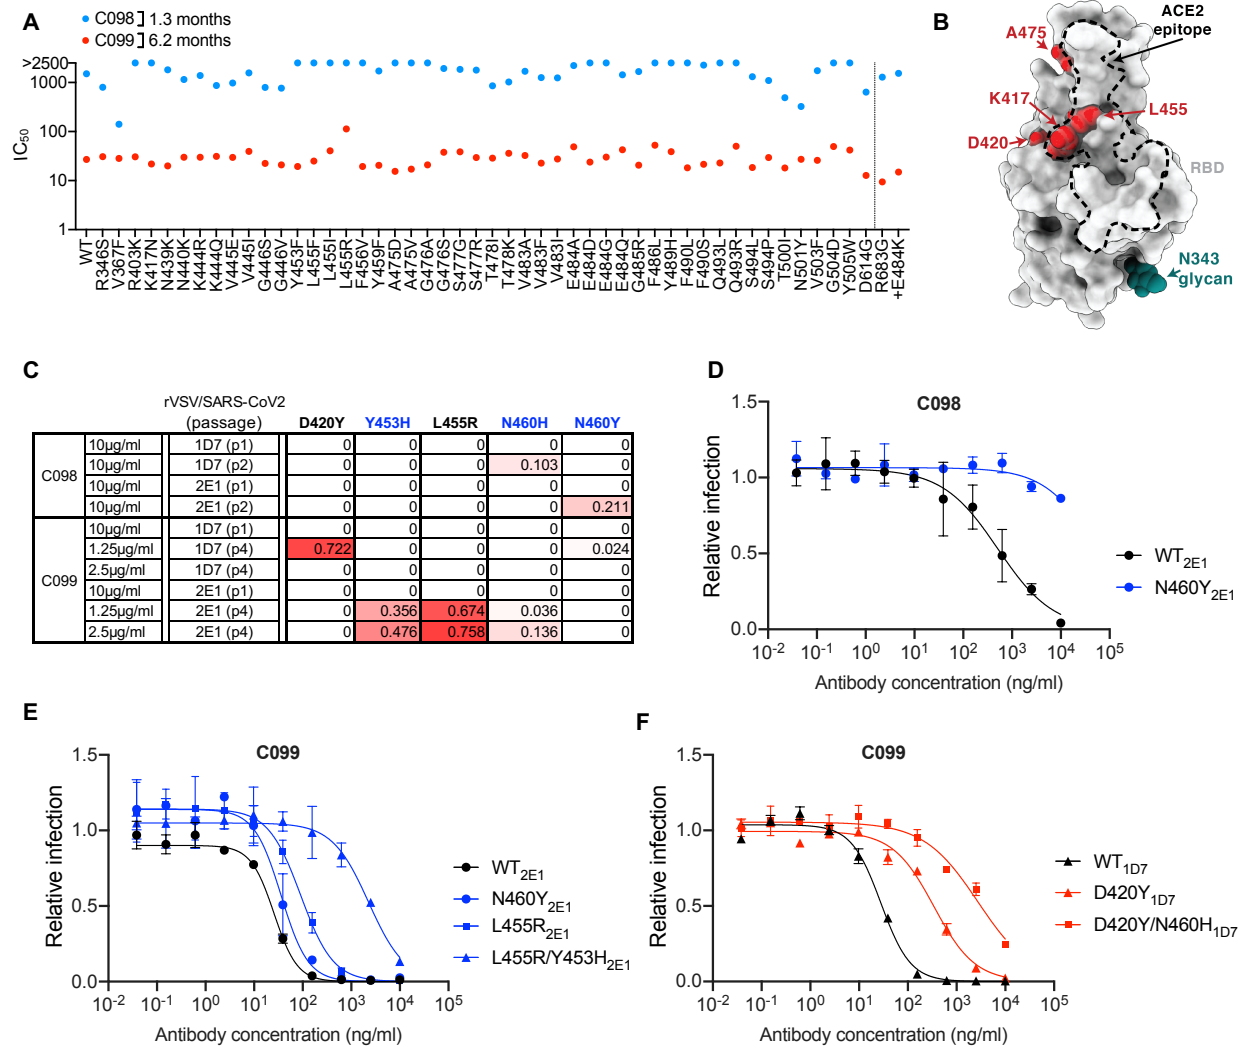 A
C098 1.3 months
C099 6.2 months
>2500
1000
100
10
1
IC50
WT
R346S
V367F
R403K
K417N
N439K
N440K
K444R
K444Q
V445E
V445I
G446S
G446V
Y453F
L455F
L455I
L455R
F456V
Y459F
A475D
A475V
G476A
G476S
S477G
S477R
T478I
T478K
V483A
V483F
V483I
E484A
E484D
E484G
E484Q
G485R
F486L
Y489H
F490L
F490S
Q493L
Q493R
S494L
S494P
T500I
N501Y
V503F
G504D
Y505W
D614G
R683G
+E484K
B
ACE2
epitope
A475
K417
L455
D420
RBD
N343
glycan
C
rVSV/SARS-CoV2
(passage) D420Y Y453H L455R N460H N460Y
C098
10µg/ml 1D7 (p1) 0 0 0 0 0
10µg/ml 1D7 (p2) 0 0 0 0.103 0
10µg/ml 2E1 (p1) 0 0 0 0 0
10µg/ml 2E1 (p2) 0 0 0 0 0.211
C099
10µg/ml 1D7 (p1) 0 0 0 0 0
1.25µg/ml 1D7 (p4) 0.722 0 0 0 0.024
2.5µg/ml 1D7 (p4) 0 0 0 0 0
10µg/ml 2E1 (p1) 0 0 0 0 0
1.25µg/ml 2E1 (p4) 0 0.356 0.674 0.036 0
2.5µg/ml 2E1 (p4) 0 0.476 0.758 0.136 0
D
C098
1.5
1.0
0.5
0.0
Relative infection
10-2 10-1 100 101 102 103 104 105
Antibody concentration (ng/ml)
WT2E1
N460Y2E1
E
C099
1.5
1.0
0.5
0.0
Relative infection
10-2 10-1 100 101 102 103 104 105
Antibody concentration (ng/ml)
WT2E1
N460Y2E1
L455R2E1
L455R/Y453H2E1
F
C099
1.5
1.0
0.5
0.0
Relative infection
10-2 10-1 100 101 102 103 104 105
Antibody concentration (ng/ml)
WT1D7
D420Y1D7
D420Y/N460H1D7